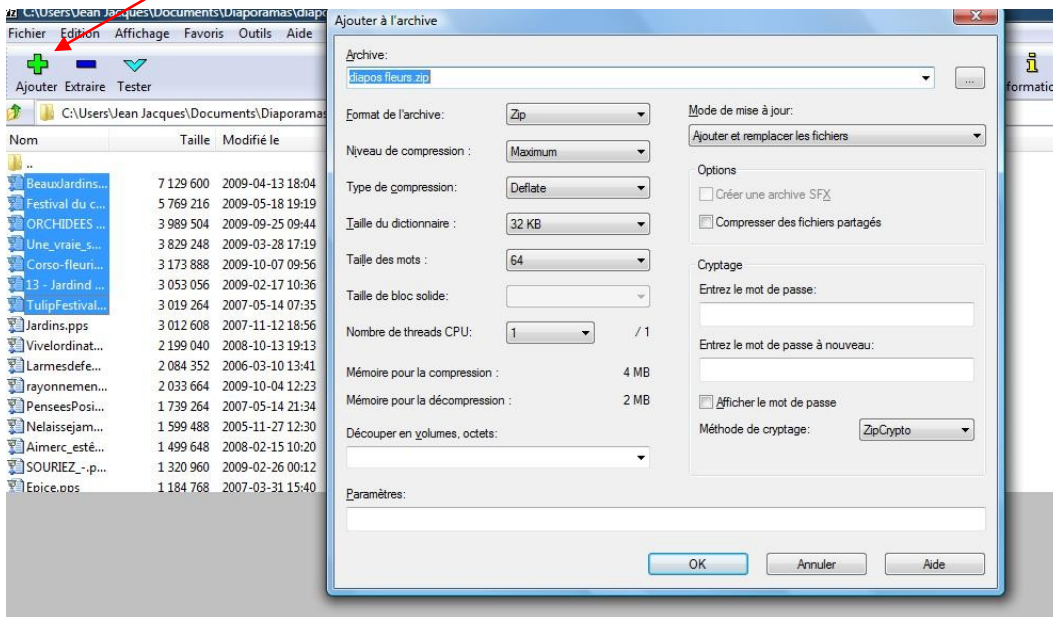 7z C:\Users\Jean Jacques\Documents\Diaporamas\diapo
Fichier Edition Affichage Favoris Outils Aide
Ajouter Extraire Tester
formatic
C:\Users\Jean Jacques\Documents\Diaporamas
Nom Taille Modifié le
..
BeauxJardins... 7 129 600 2009-04-13 18:04
Festival du c... 5 769 216 2009-05-18 19:19
ORCHIDEES ... 3 989 504 2009-09-25 09:44
Une_vraie_s... 3 829 248 2009-03-28 17:19
Corso-fleuri... 3 173 888 2009-10-07 09:56
13 - Jardind ... 3 053 056 2009-02-17 10:36
TulipFestival... 3 019 264 2007-05-14 07:35
Jardins.pps 3 012 608 2007-11-12 18:56
Vivelordinat... 2 199 040 2008-10-13 19:13
Larmesdefe... 2 084 352 2006-03-10 13:41
rayonnemen... 2 033 664 2009-10-04 12:23
PenseesPosi... 1 739 264 2007-05-14 21:34
Nelaissejam... 1 599 488 2005-11-27 12:30
Aimerc_estê... 1 499 648 2008-02-15 10:20
SOURIEZ_-.p... 1 320 960 2009-02-26 00:12
Epice.pps 1 184 768 2007-03-31 15:40
Ajouter à l'archive
Archive:
diapos fleurs.zip
...
Format de l'archive: Zip
Niveau de compression : Maximum
Type de compression: Deflate
Taille du dictionnaire : 32 KB
Taille des mots : 64
Taille de bloc solide:
Nombre de threads CPU: 1 / 1
Mémoire pour la compression : 4 MB
Mémoire pour la décompression : 2 MB
Découper en volumes, octets:
Paramètres:
Mode de mise à jour:
Ajouter et remplacer les fichiers
Options
Créer une archive SFX
Compresser des fichiers partagés
Cryptage
Entrez le mot de passe:
Entrez le mot de passe à nouveau:
Afficher le mot de passe
Méthode de cryptage: ZipCrypto
OK Annuler Aide